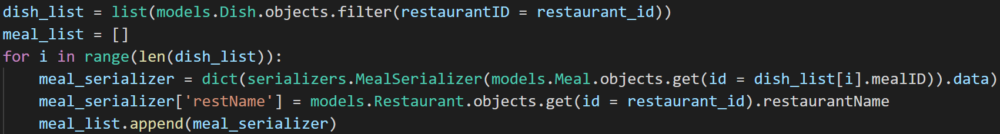 dish_list = list(models.Dish.objects.filter(restaurantID = restaurant_id))
meal_list = []
for i in range(len(dish_list)):
    meal_serializer = dict(serializers.MealSerializer(models.Meal.objects.get(id = dish_list[i].mealID)).data)
    meal_serializer['restName'] = models.Restaurant.objects.get(id = restaurant_id).restaurantName
    meal_list.append(meal_serializer)